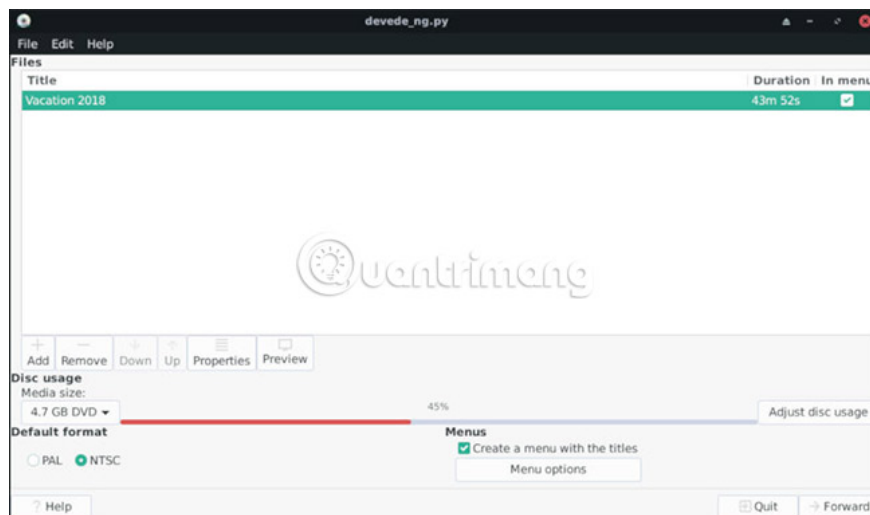 devede_ng.py
File Edit Help
Files
Title Duration In menu
Vacation 2018 43m 52s
Quantrimang
Add Remove Down Up Properties Preview
Disc usage
Media size:
4.7 GB DVD 45% Adjust disc usage
Default format Menus
Create a menu with the titles
PAL NTSC Menu options
? Help Quit Forward